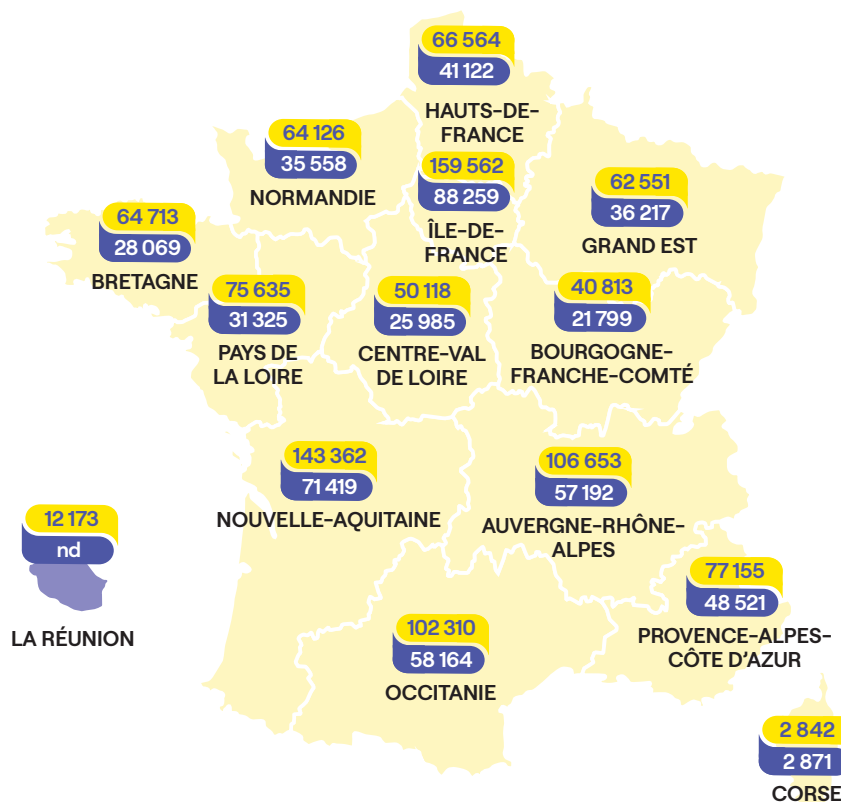 66 564
41 122
HAUTS-DE-
FRANCE
64 126
35 558
NORMANDIE
159 562
88 259
ÎLE-DE-
FRANCE
62 551
36 217
GRAND EST
64 713
28 069
BRETAGNE
75 635
31 325
PAYS DE
LA LOIRE
50 118
25 985
CENTRE-VAL
DE LOIRE
40 813
21 799
BOURGOGNE-
FRANCHE-COMTÉ
143 362
71 419
NOUVELLE-AQUITAINE
106 653
57 192
AUVERGNE-RHÔNE-
ALPES
12 173
nd
LA RÉUNION
77 155
48 521
PROVENCE-ALPES-
CÔTE D'AZUR
102 310
58 164
OCCITANIE
2 842
2 871
CORSE